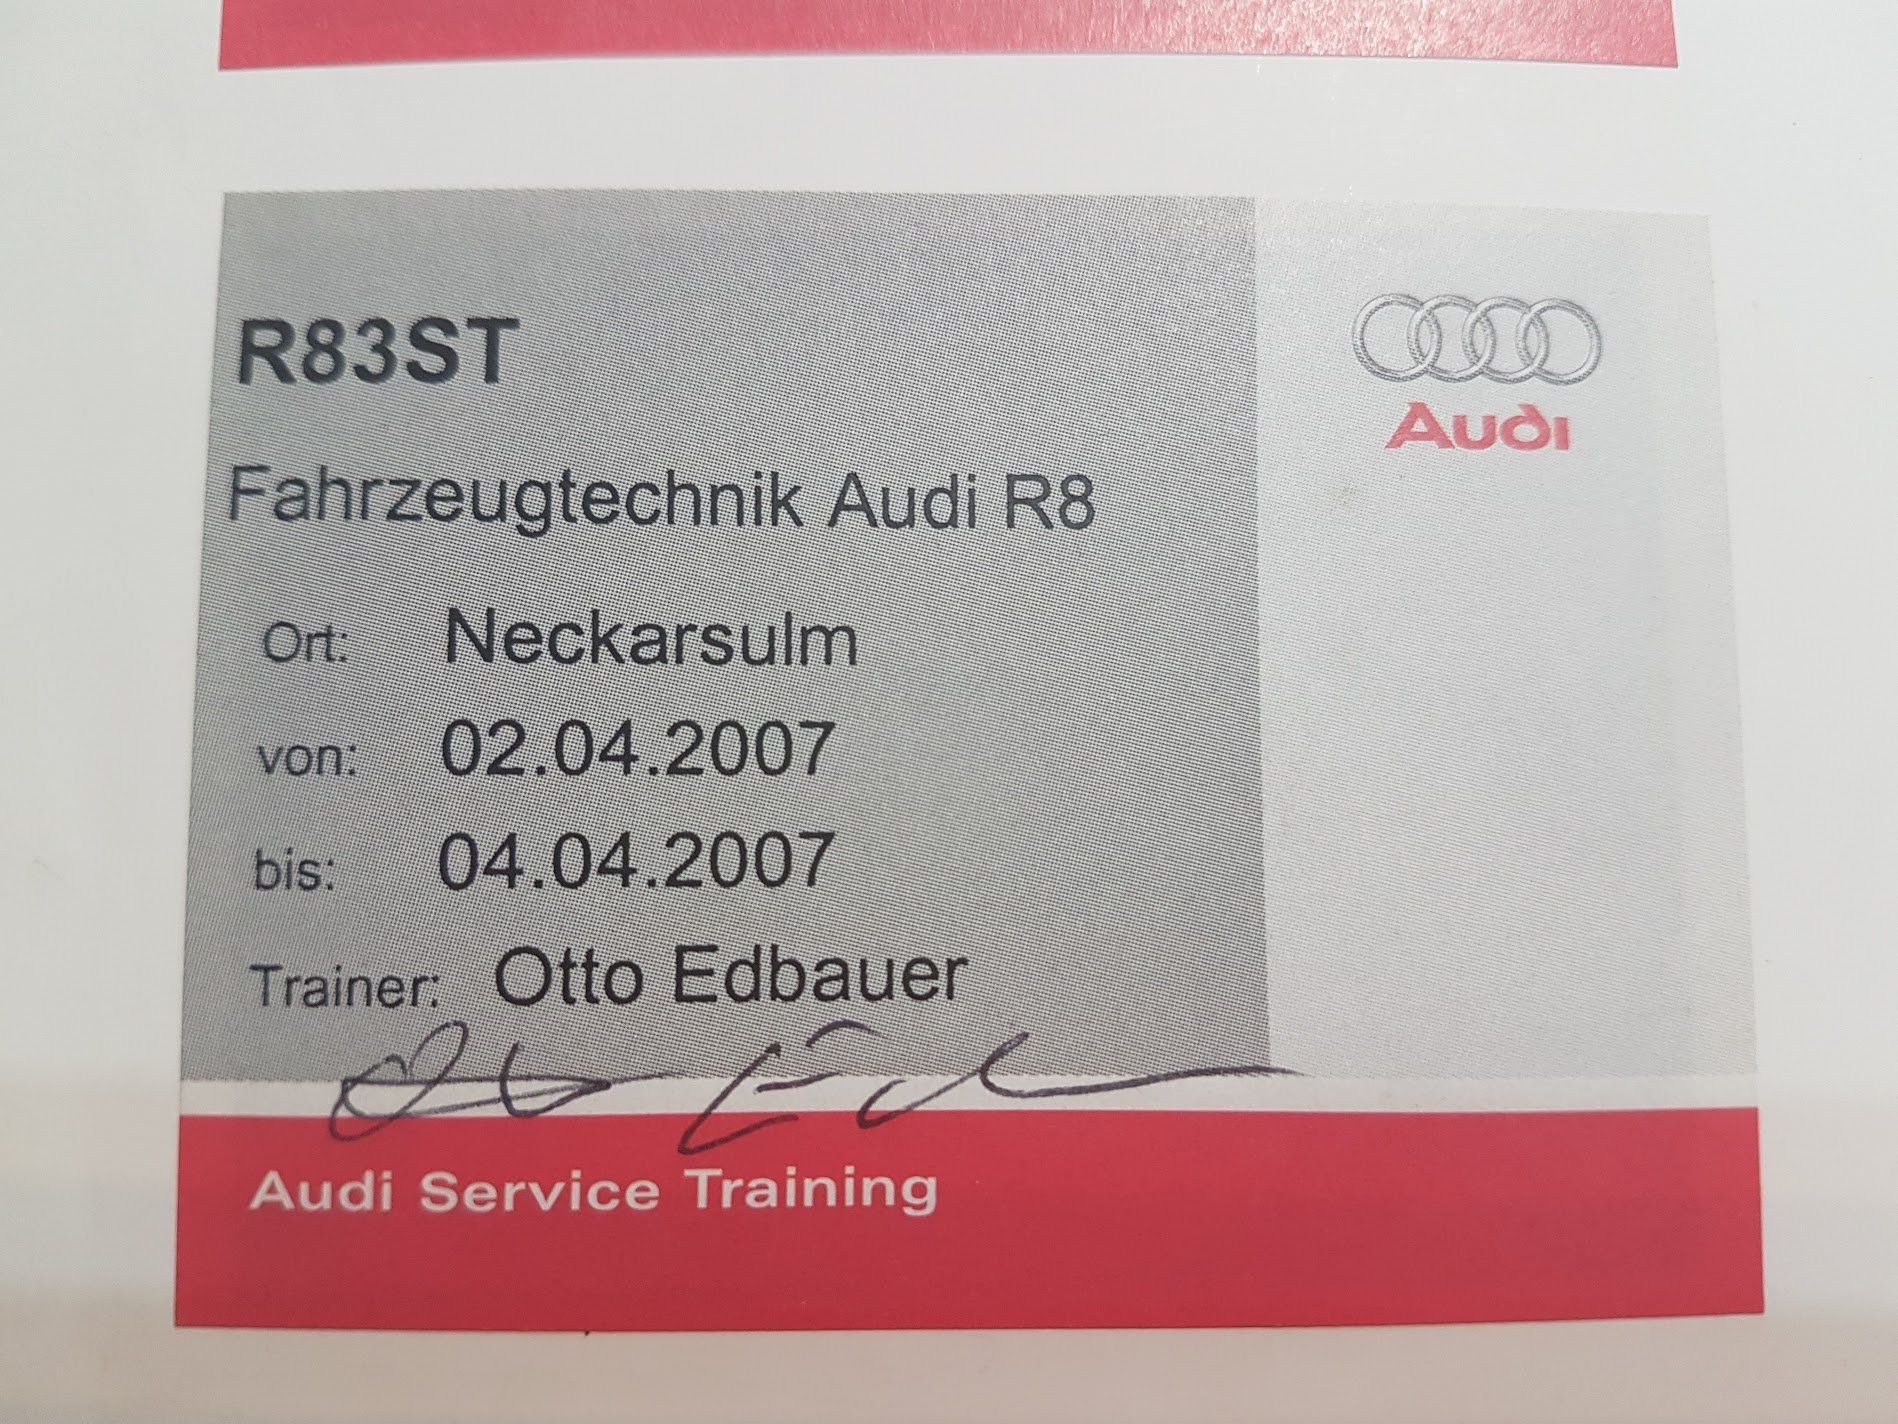 R83ST
Audi
Fahrzeugtechnik Audi R8
Ort: Neckarsulm
von: 02.04.2007
bis: 04.04.2007
Trainer: Otto Edbauer
Audi Service Training